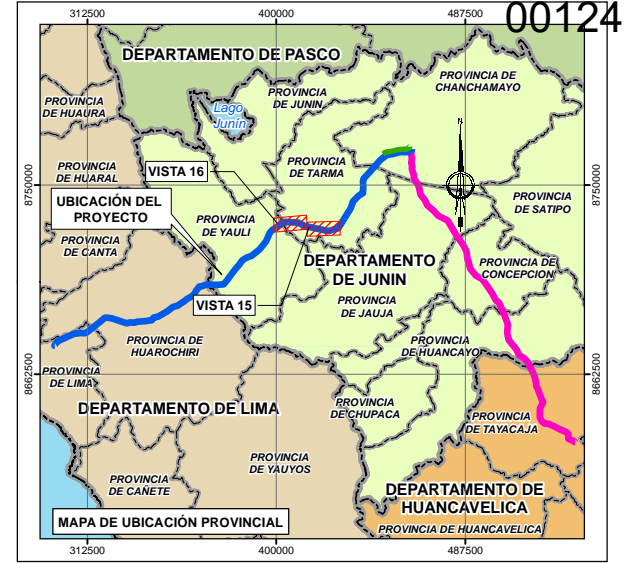 00124
312500
400000
487500
DEPARTAMENTO DE PASCO
PROVINCIA DE
CHANCHAMAYO
PROVINCIA
DE JUNIN
PROVINCIA
DE HUAURA
Lago
Junín
PROVINCIA
DE HUARAL
VISTA 16
PROVINCIA
DE TARMA
N
8750000
8750000
UBICACIÓN DEL
PROYECTO
PROVINCIA
DE SATIPO
PROVINCIA
DE YAULI
PROVINCIA
DE CANTA
DEPARTAMENTO
DE JUNIN
PROVINCIA DE
CONCEPCION
VISTA 15
PROVINCIA
DE JAUJA
PROVINCIA DE
HUAROCHIRI
PROVINCIA
DE HUANCAYO
PROVINCIA
DE LIMA
8662500
8662500
DEPARTAMENTO DE LIMA
PROVINCIA
DE CHUPACA
PROVINCIA
DE TAYACAJA
PROVINCIA
DE YAUYOS
PROVINCIA
DE CAÑETE
DEPARTAMENTO DE
HUANCAVELICA
MAPA DE UBICACIÓN PROVINCIAL
PROVINCIA DE HUANCAVELICA
312500
400000
487500